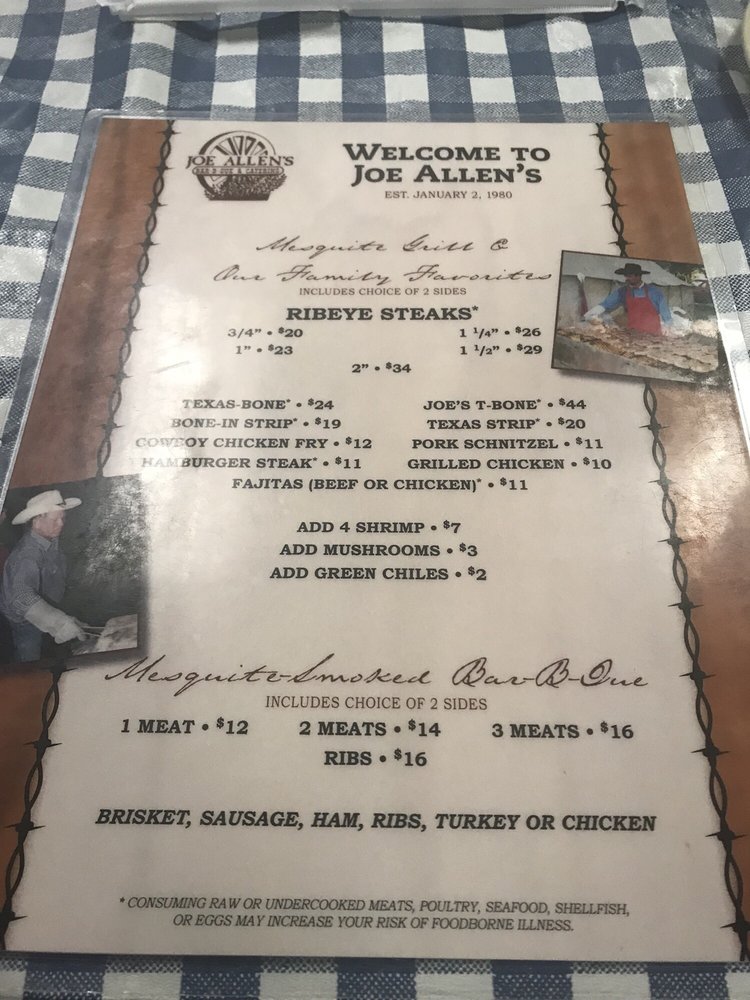 JOE ALLEN'S
BAR-B-QUE & CATERING
WELCOME TO
JOE ALLEN'S
EST. JANUARY 2, 1980
Mesquite Grill &
Our Family Favorites
INCLUDES CHOICE OF 2 SIDES
RIBEYE STEAKS*
3/4" • $20 1 1/4" • $26
1" • $23 1 1/2" • $29
2" • $34
TEXAS-BONE* • $24 JOE'S T-BONE* • $44
BONE-IN STRIP* • $19 TEXAS STRIP* • $20
COWBOY CHICKEN FRY • $12 PORK SCHNITZEL • $11
HAMBURGER STEAK* • $11 GRILLED CHICKEN • $10
FAJITAS (BEEF OR CHICKEN)* • $11
ADD 4 SHRIMP • $7
ADD MUSHROOMS • $3
ADD GREEN CHILES • $2
Mesquite-Smoked Bar-B-Que
INCLUDES CHOICE OF 2 SIDES
1 MEAT • $12 2 MEATS • $14 3 MEATS • $16
RIBS • $16
BRISKET, SAUSAGE, HAM, RIBS, TURKEY OR CHICKEN
* CONSUMING RAW OR UNDERCOOKED MEATS, POULTRY, SEAFOOD, SHELLFISH,
OR EGGS MAY INCREASE YOUR RISK OF FOODBORNE ILLNESS.